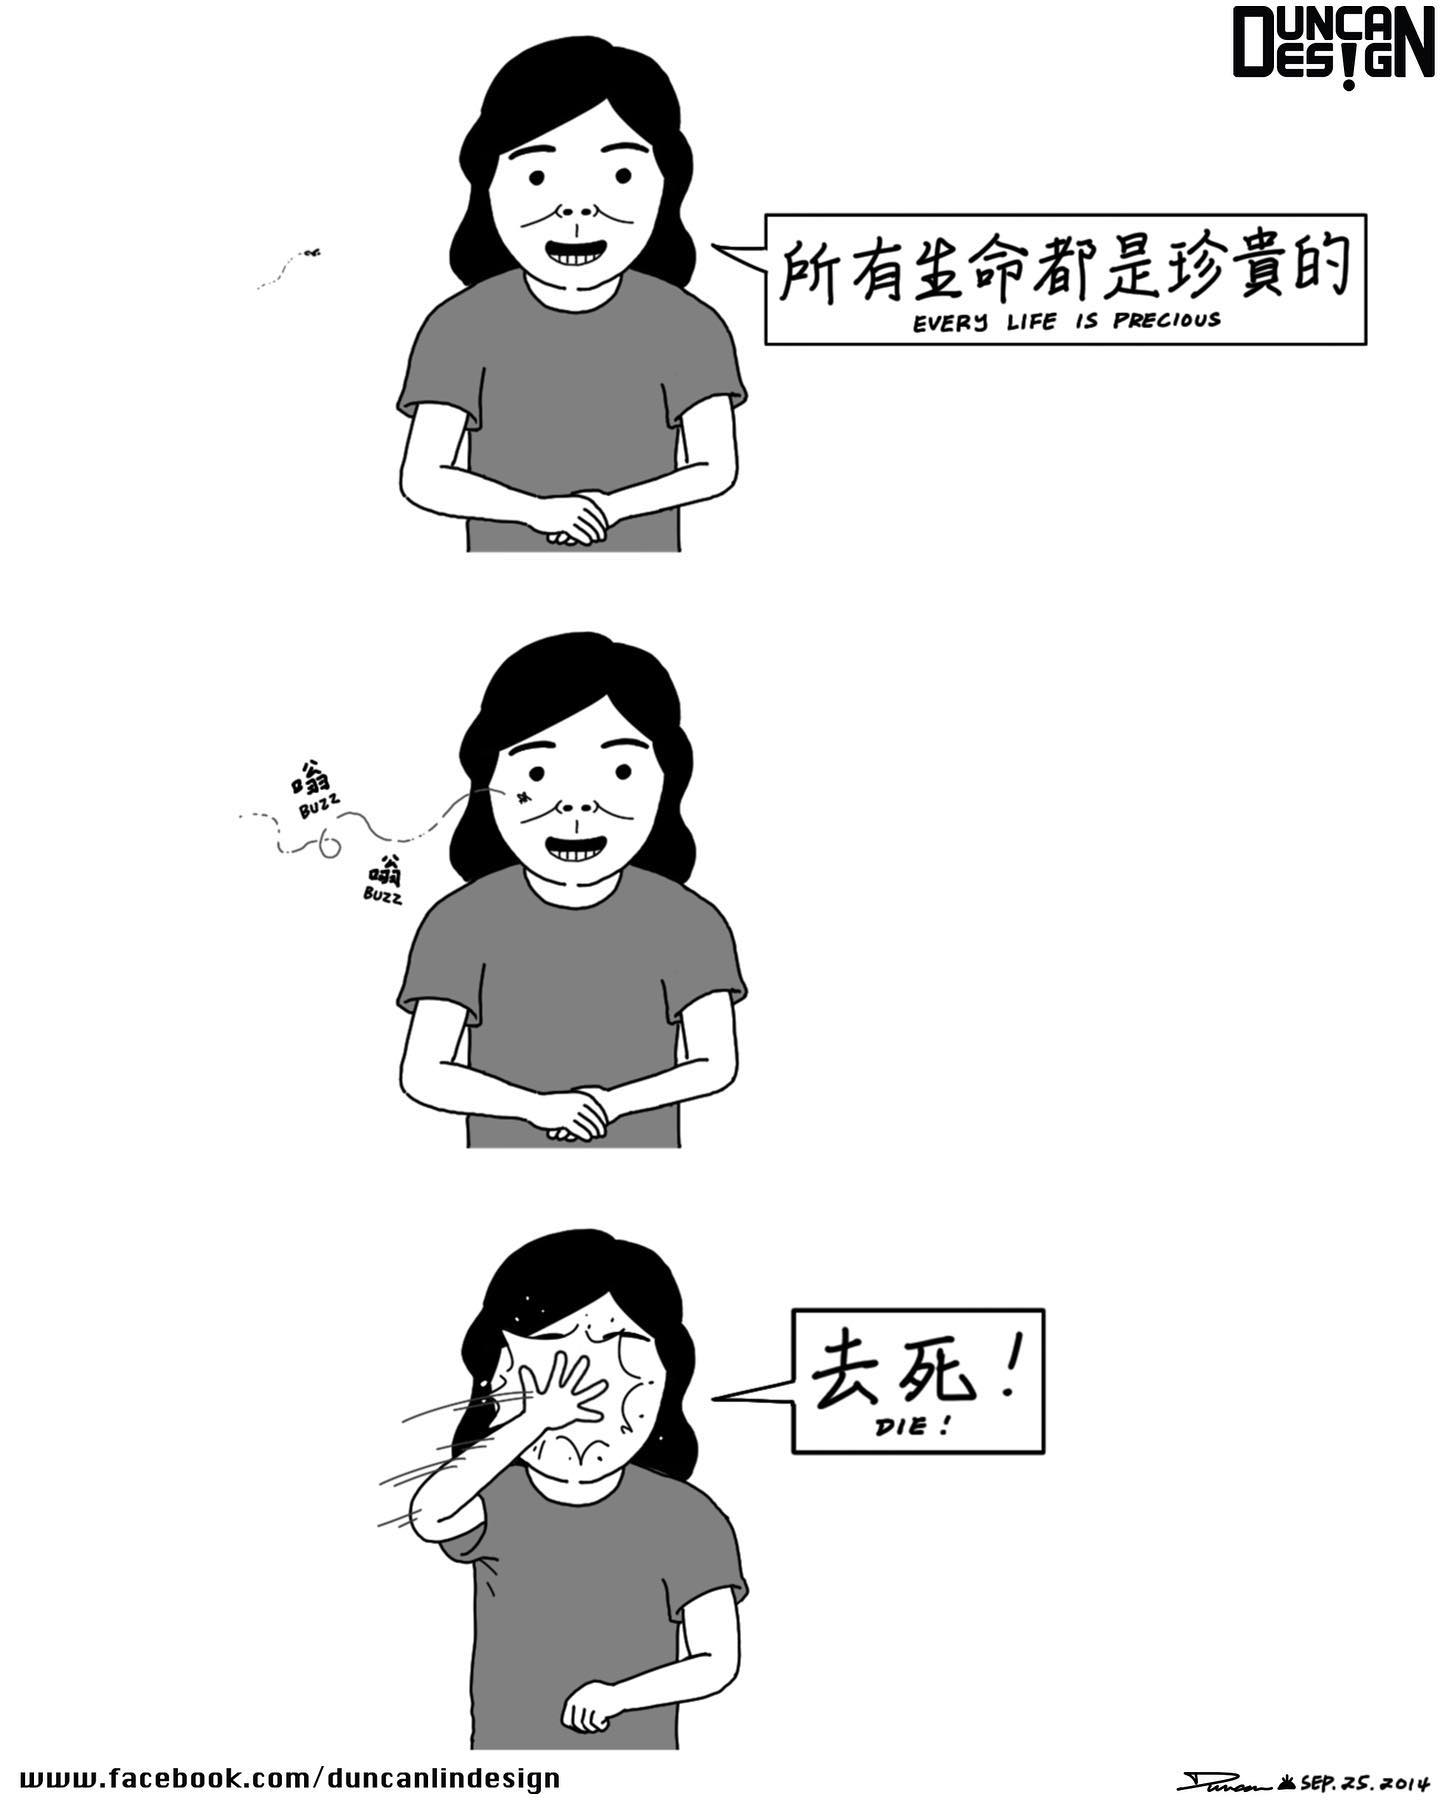 DUNCAN
DES!GN
所有生命都是珍貴的
EVERY LIFE IS PRECIOUS
嗡
BUZZ
嗡
BUZZ
去死！
DIE!
www.facebook.com/duncanlindesign
Duncan SEP.25.2014